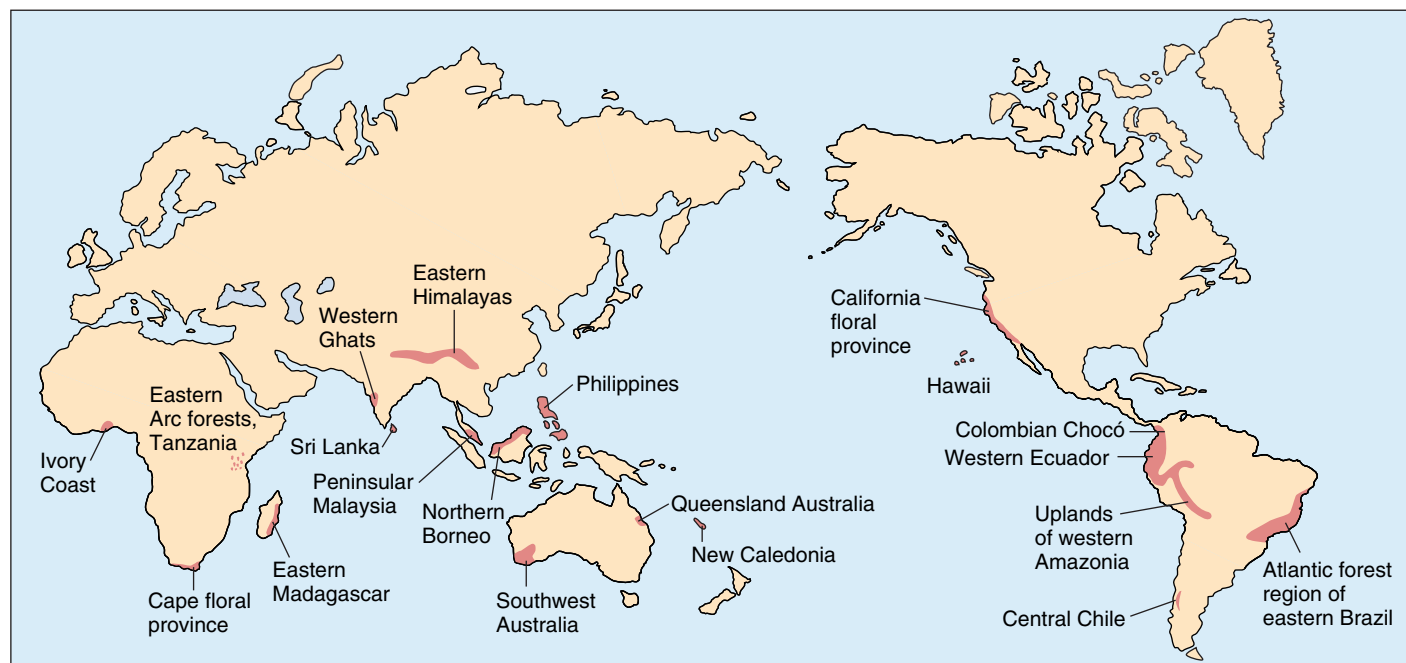 Eastern
Himalayas
Western
Ghats
Philippines
Eastern
Arc forests,
Tanzania
Sri Lanka
Ivory
Coast
Peninsular
Malaysia
Northern
Borneo
Queensland Australia
New Caledonia
Eastern
Madagascar
Cape floral
province
Southwest
Australia
California
floral
province
Hawaii
Colombian Chocó
Western Ecuador
Uplands
of western
Amazonia
Central Chile
Atlantic forest
region of
eastern Brazil